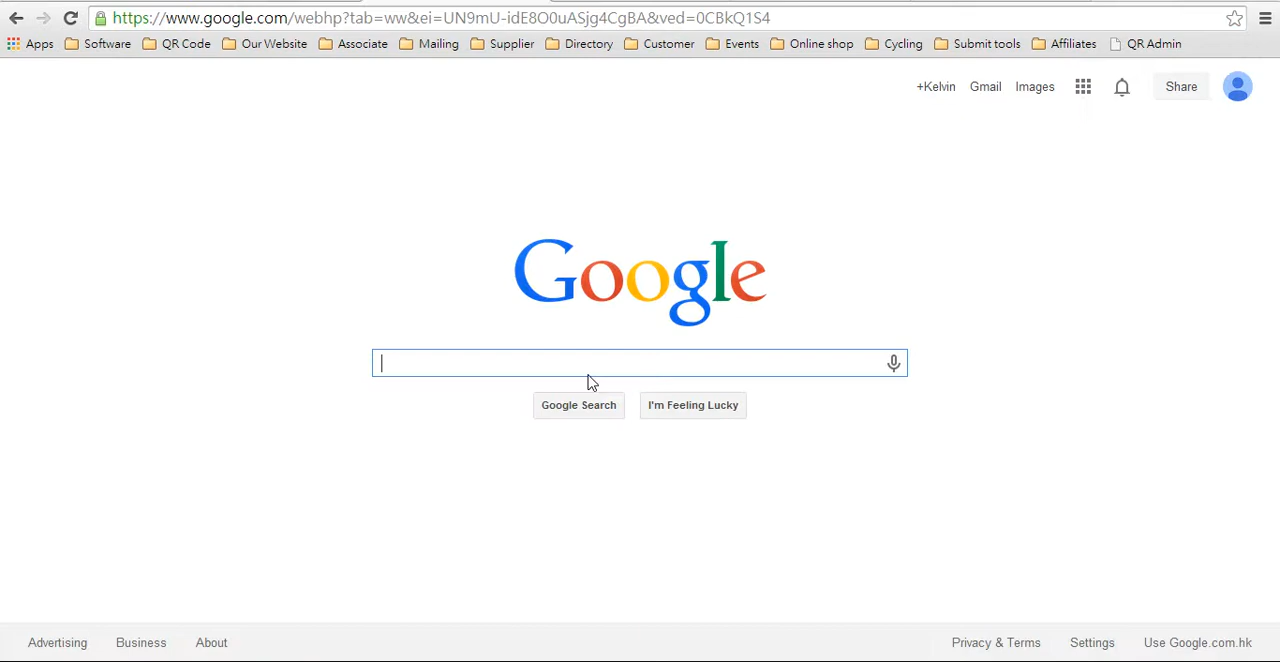 https://www.google.com/webhp?tab=ww&ei=UN9mU-idE8O0uASjg4CgBA&ved=0CBkQ1S4
Apps Software QR Code Our Website Associate Mailing Supplier Directory Customer Events Online shop Cycling Submit tools Affiliates QR Admin
+Kelvin Gmail Images Share
Google
Google Search I'm Feeling Lucky
Advertising Business About Privacy & Terms Settings Use Google.com.hk